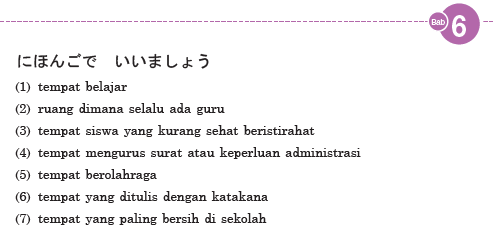 Bab 6
にほんごで　いいましょう
(1) tempat belajar
(2) ruang dimana selalu ada guru
(3) tempat siswa yang kurang sehat beristirahat
(4) tempat mengurus surat atau keperluan administrasi
(5) tempat berolahraga
(6) tempat yang ditulis dengan katakana
(7) tempat yang paling bersih di sekolah